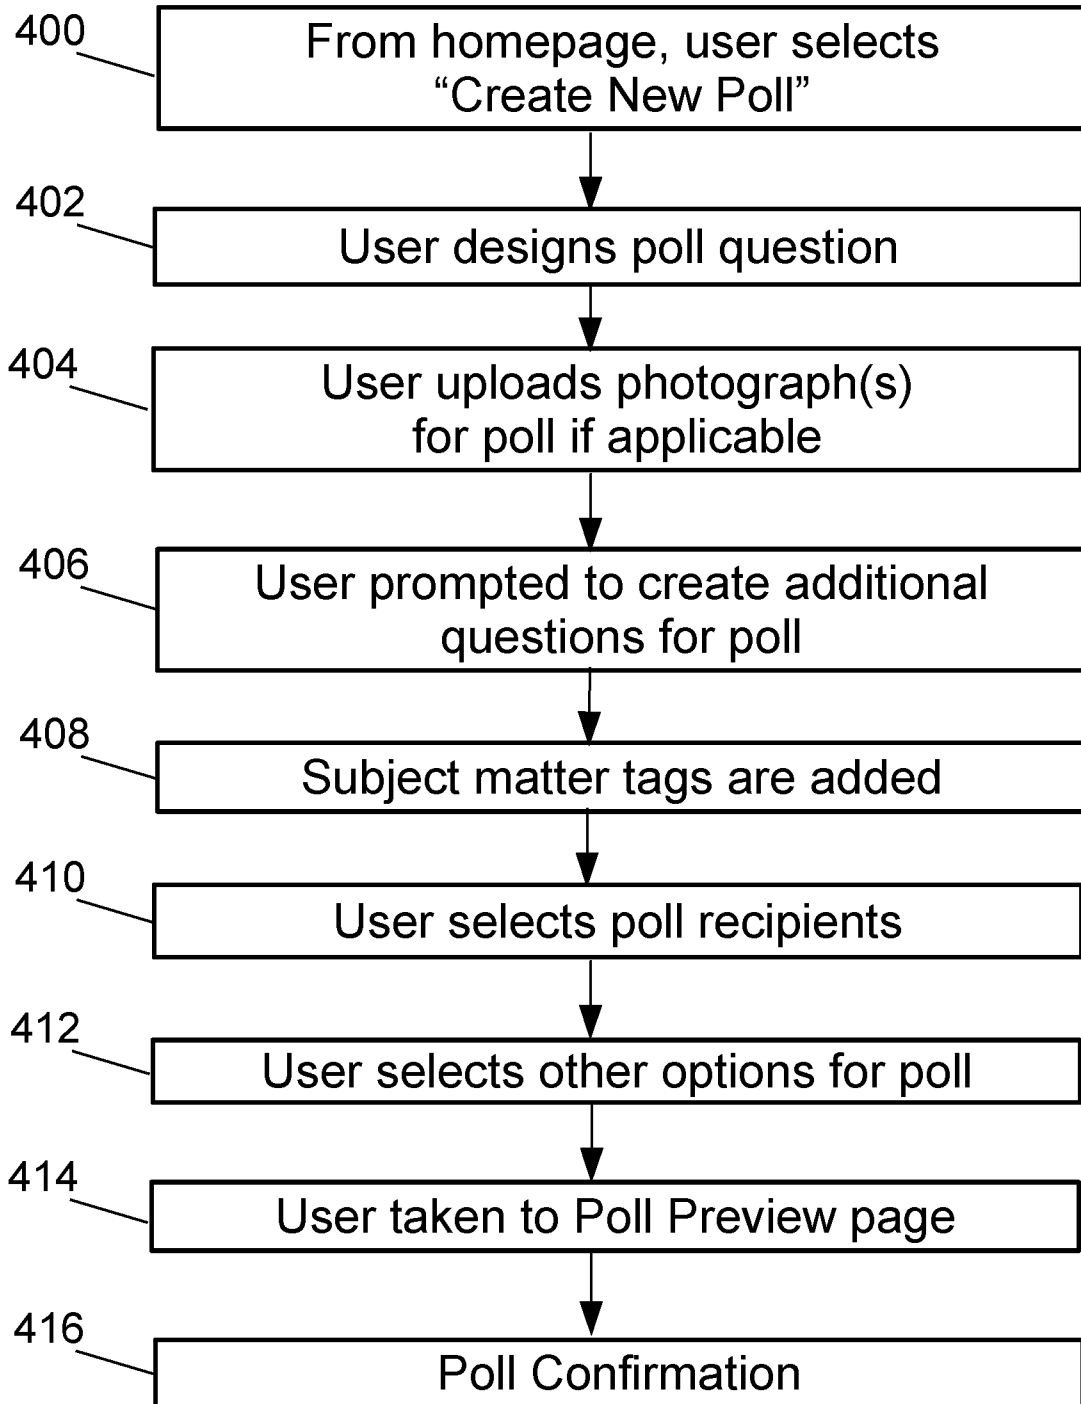 400
From homepage, user selects
“Create New Poll”
402
User designs poll question
404
User uploads photograph(s)
for poll if applicable
406
User prompted to create additional
questions for poll
408
Subject matter tags are added
410
User selects poll recipients
412
User selects other options for poll
414
User taken to Poll Preview page
416
Poll Confirmation